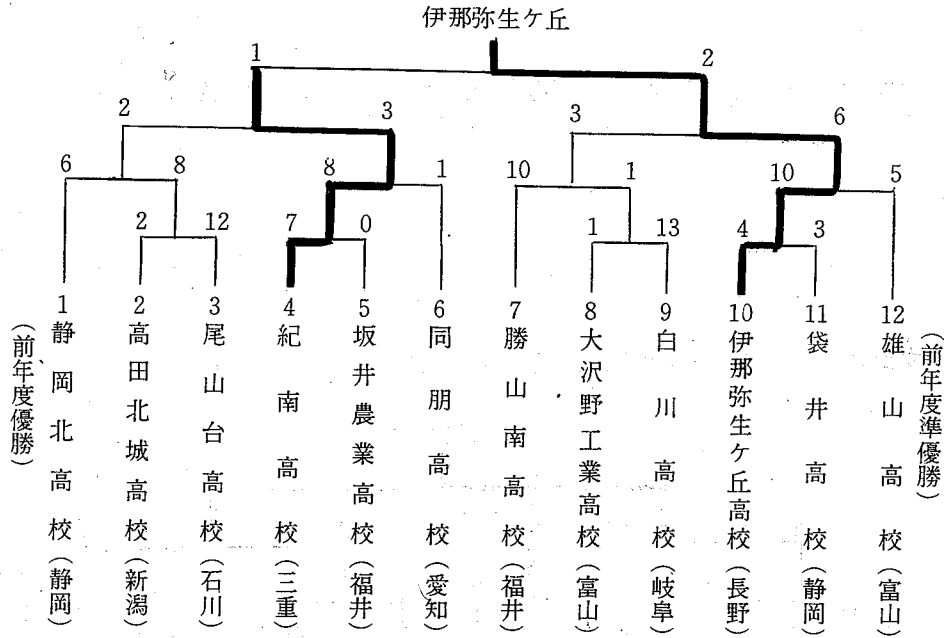 伊那弥生ケ丘
1 2
2 3 3 6
6 8 8 1 10 1 10 5
2 12 7 0 1 13 4 3
1 静岡北高校(静岡)
(前年度優勝)
2 高田北城高校(新潟)
3 尾山台高校(石川)
4 紀南高校(三重)
5 坂井農業高校(福井)
6 同朋高校(愛知)
7 勝山南高校(福井)
8 大沢野工業高校(富山)
9 白川高校(岐阜)
10 伊那弥生ケ丘高校(長野)
11 袋井高校(静岡)
12 雄山高校(富山)
(前年度準優勝)